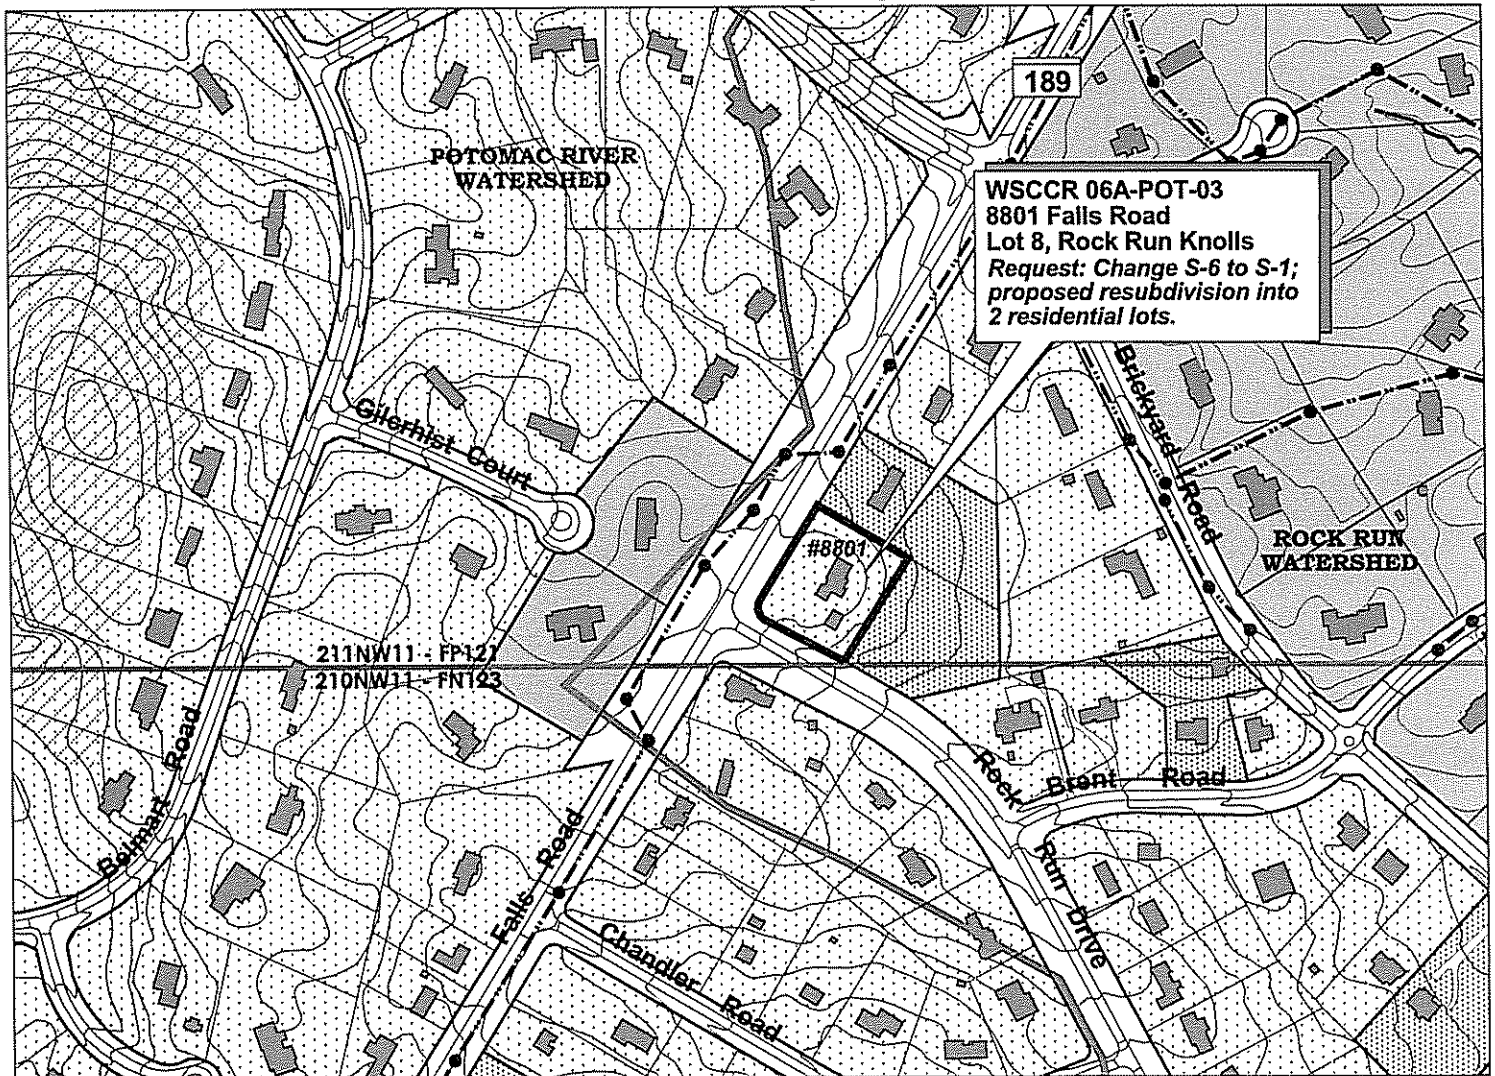 189
POTOMAC RIVER
WATERSHED
WSCCR 06A-POT-03
8801 Falls Road
Lot 8, Rock Run Knolls
Request: Change S-6 to S-1;
proposed resubdivision into
2 residential lots.
Brickyard Road
Gilerhist Court
#8801
ROCK RUN
WATERSHED
211NW11 - FP121
210NW11 - FN123
Belmart Road
Falls Road
Rock Run Drive
Brent Road
Chandler Road